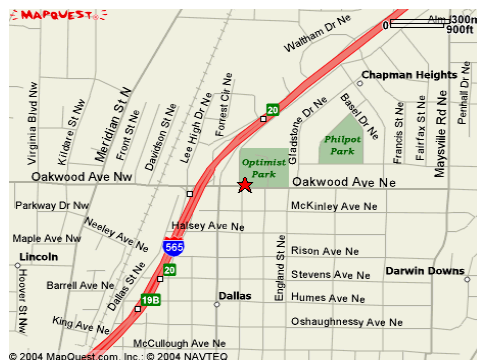 MAPQUEST
Waltham Dr Ne
Alm
0
300m
900ft
Chapman Heights
Virginia Blvd Nw
Kildare St Nw
Meridian St N
Front St Ne
Davidson St Ne
Lee High Dr Ne
Forrest Cir Ne
20
Gladstone Dr Ne
Basel Dr Ne
Francis St Ne
Fairfax St Ne
Maysville Rd Ne
Penhall Dr Ne
Philpot
Park
Optimist
Park
Oakwood Ave Nw
Oakwood Ave Ne
Parkway Dr Nw
McKinley Ave Ne
Neeley Ave Ne
Halsey Ave Ne
Maple Ave Nw
565
Rison Ave Ne
Lincoln
Dallas St Ne
20
England St Ne
Stevens Ave Ne
Darwin Downs
Hoover St Nw
Barrell Ave Ne
19B
Dallas
Humes Ave Ne
King Ave Ne
Oshaughnessy Ave Ne
McCullough Ave Ne
© 2004 MapQuest.com, Inc.; © 2004 NAVTEQ